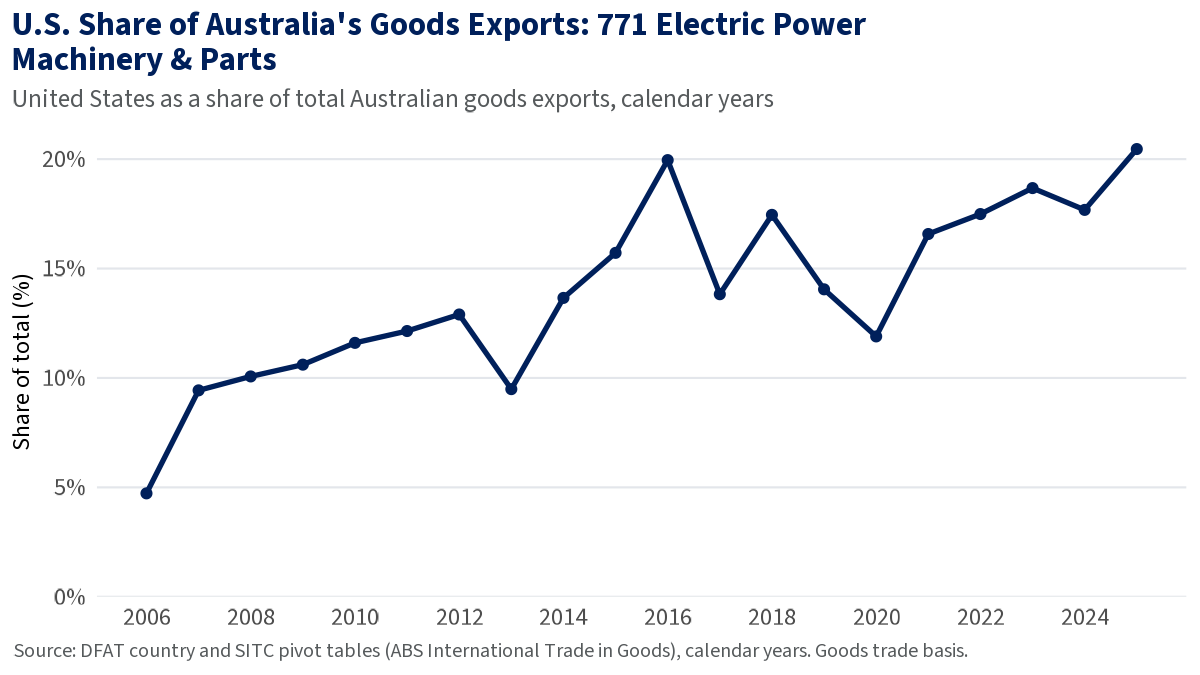 U.S. Share of Australia's Goods Exports: 771 Electric Power
Machinery & Parts
United States as a share of total Australian goods exports, calendar years
Share of total (%)
20%
15%
10%
5%
0%
2006 2008 2010 2012 2014 2016 2018 2020 2022 2024
Source: DFAT country and SITC pivot tables (ABS International Trade in Goods), calendar years. Goods trade basis.